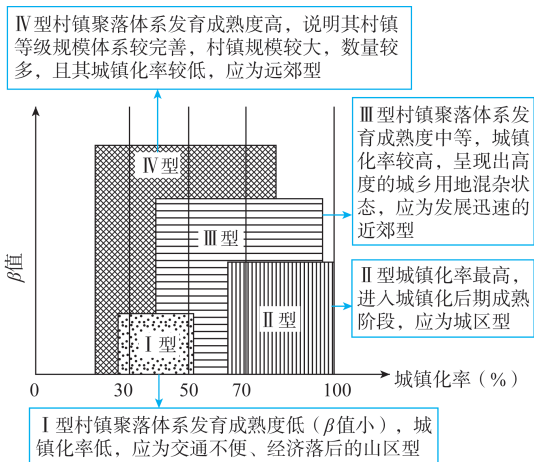 Ⅳ型村镇聚落体系发育成熟度高，说明其村镇
等级规模体系较完善，村镇规模较大，数量较
多，且其城镇化率较低，应为远郊型
Ⅲ型村镇聚落体系发
育成熟度中等，城镇
化率较高，呈现出高
度的城乡用地混杂状
态，应为发展迅速的
近郊型
Ⅳ型
Ⅲ型
β值
Ⅱ型城镇化率最高，
进入城镇化后期成熟
阶段，应为城区型
Ⅱ型
Ⅰ型
0 30 50 70 100 城镇化率（%）
Ⅰ型村镇聚落体系发育成熟度低（β值小），城
镇化率低，应为交通不便、经济落后的山区型